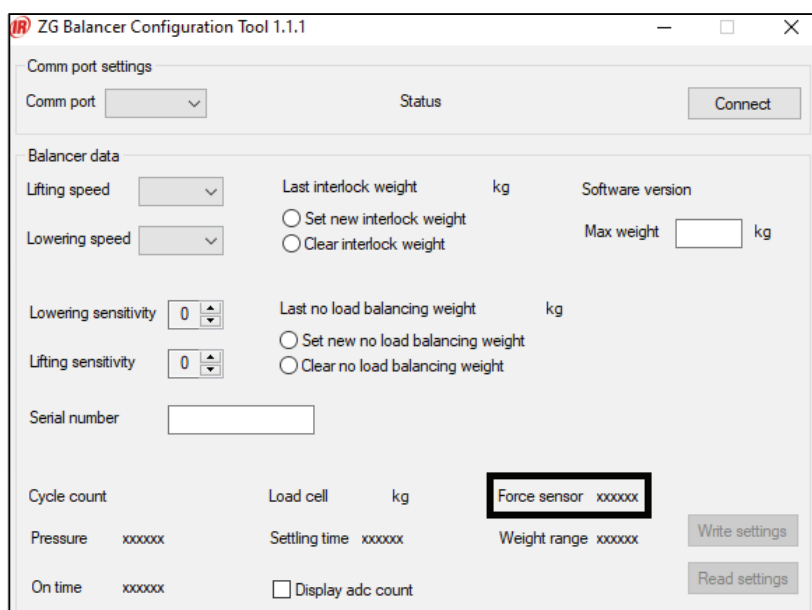 IR ZG Balancer Configuration Tool 1.1.1
Comm port settings
Comm port Status Connect
Balancer data
Lifting speed Last interlock weight kg Software version
Set new interlock weight
Lowering speed Clear interlock weight Max weight kg
Lowering sensitivity 0 Last no load balancing weight kg
Set new no load balancing weight
Lifting sensitivity 0 Clear no load balancing weight
Serial number
Cycle count Load cell kg Force sensor xxxxxx
Pressure xxxxxx Settling time xxxxxx Weight range xxxxxx Write settings
On time xxxxxx Display adc count Read settings